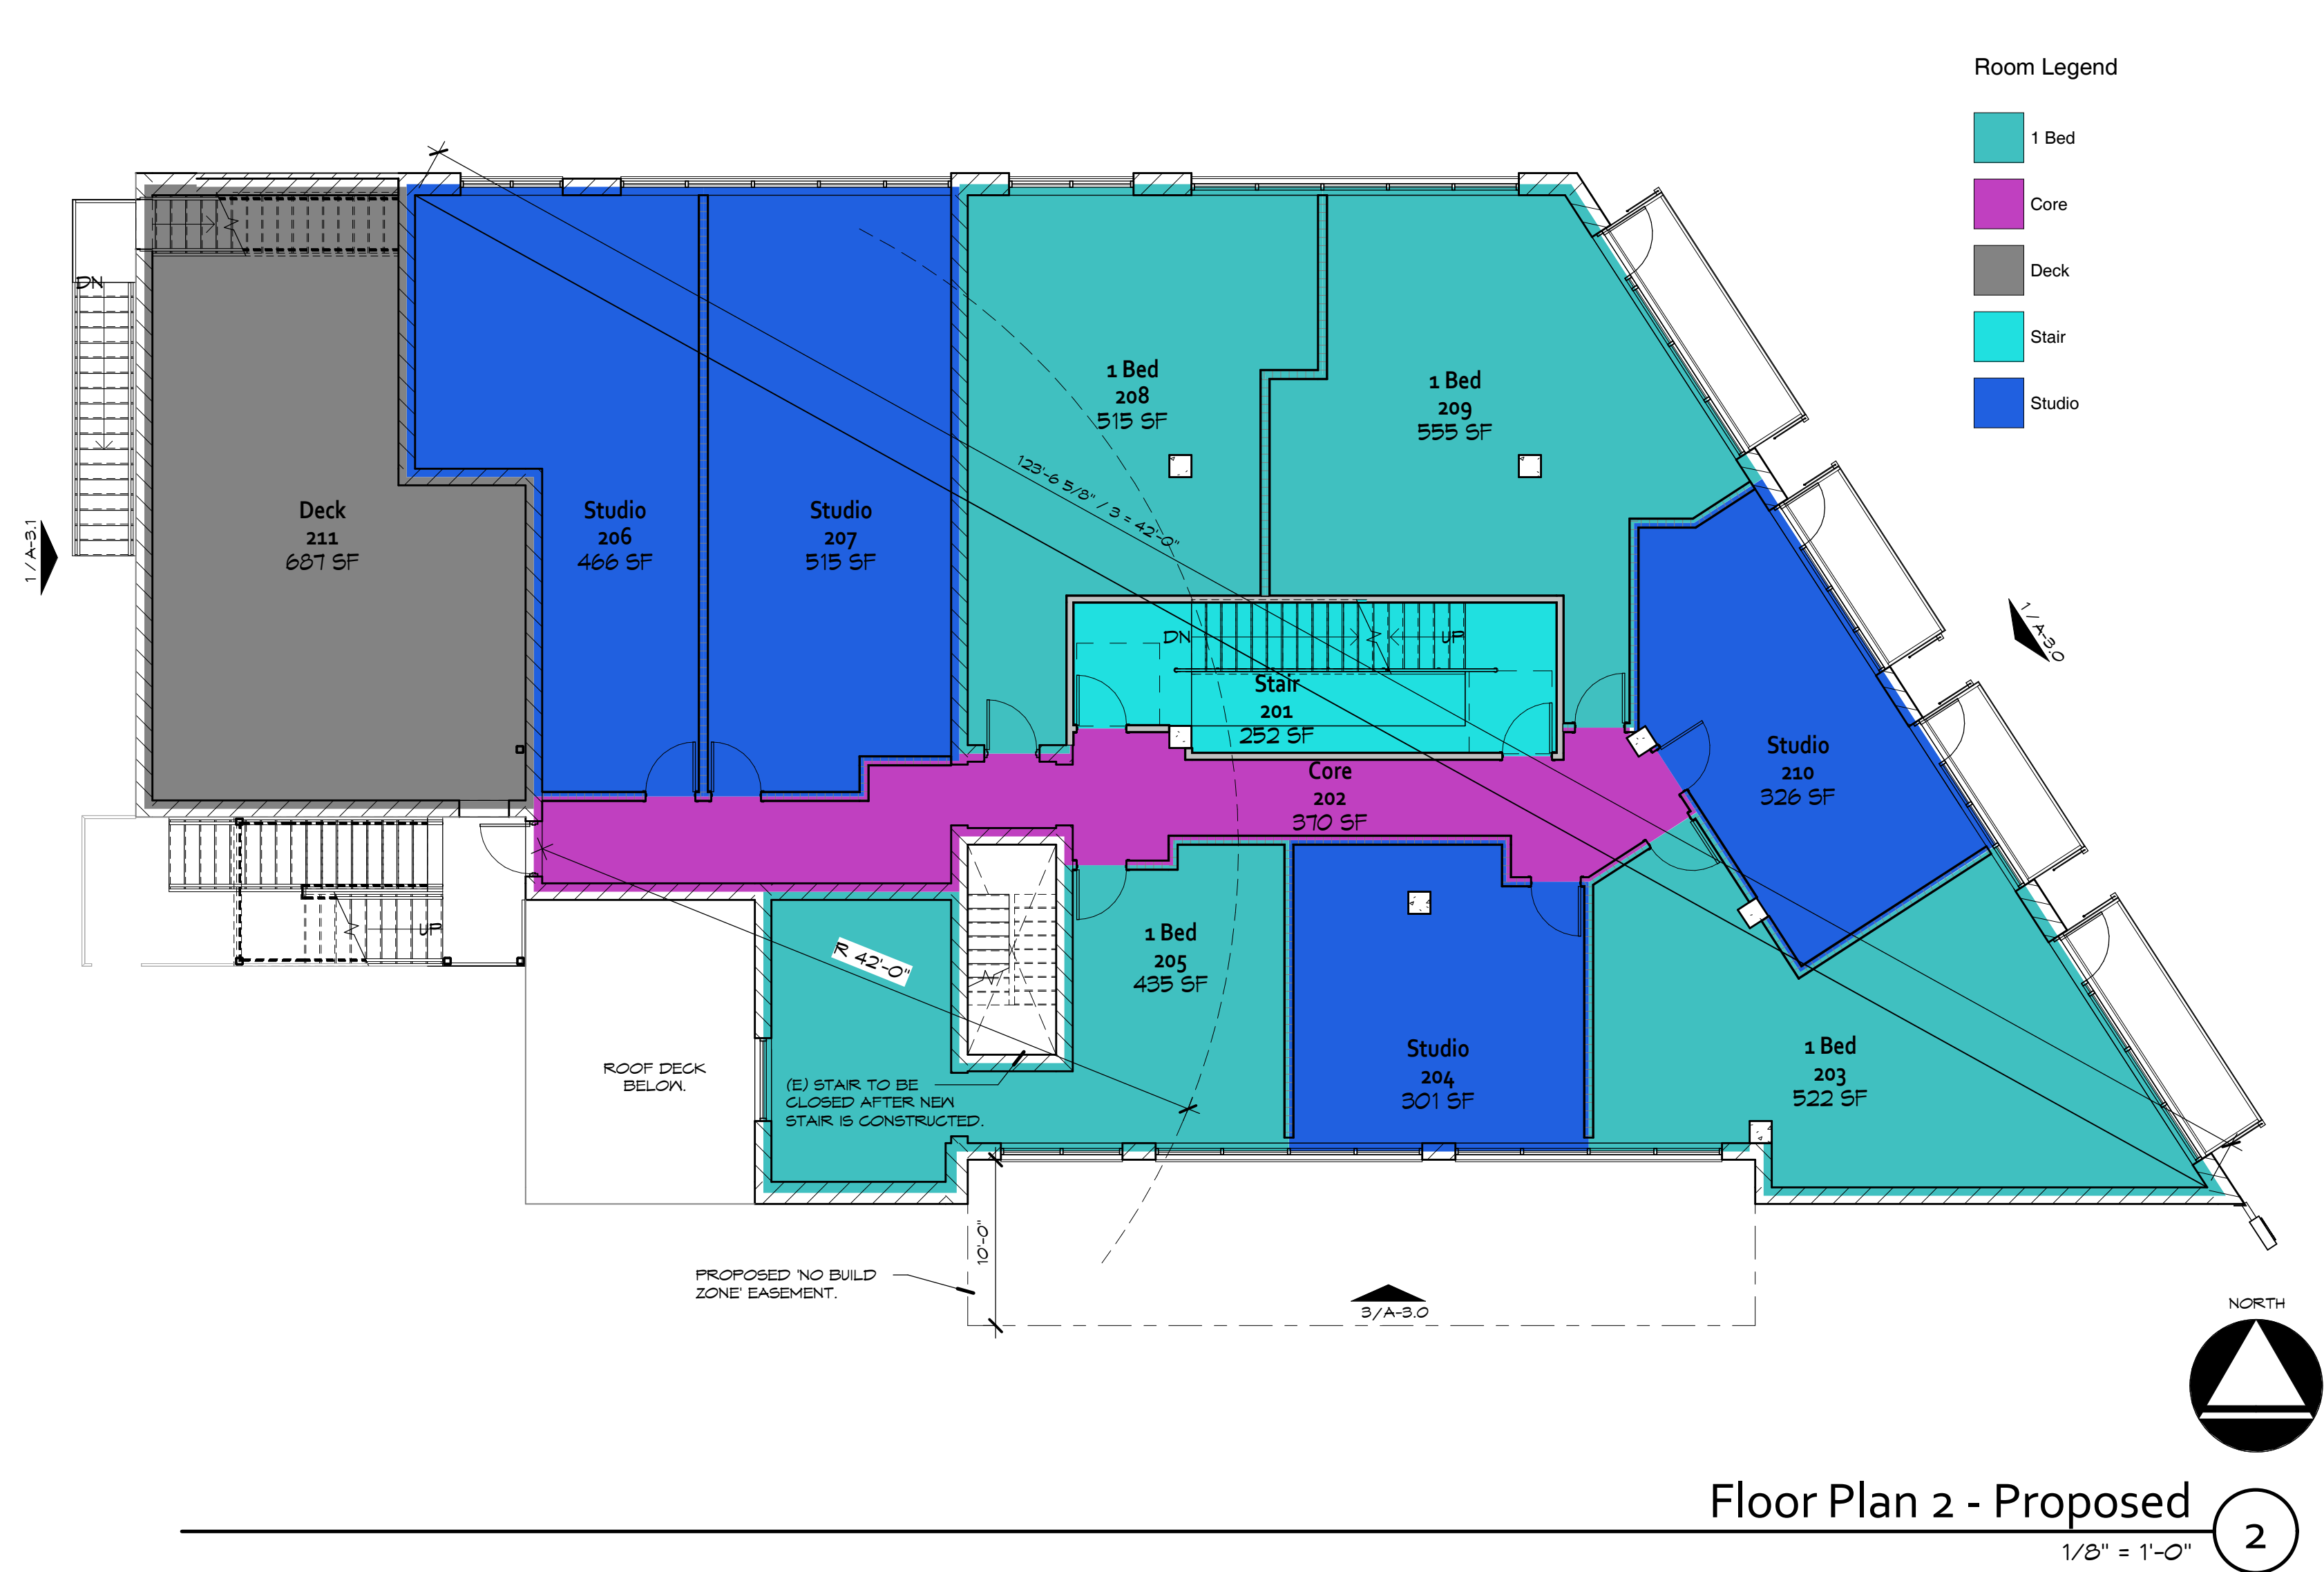 Room Legend
1 Bed
Core
Deck
Stair
Studio
DN
1 / A-3.1
Deck
211
687 SF
Studio
206
466 SF
Studio
207
515 SF
1 Bed
208
515 SF
1 Bed
209
555 SF
123'-6 5/8" / 3 = 42'-0"
DN
UP
Stair
201
252 SF
Core
202
370 SF
Studio
210
326 SF
1 / A-3.0
UP
R 42'-0"
1 Bed
205
435 SF
Studio
204
301 SF
1 Bed
203
522 SF
ROOF DECK
BELOW.
(E) STAIR TO BE
CLOSED AFTER NEW
STAIR IS CONSTRUCTED.
10'-0"
PROPOSED 'NO BUILD
ZONE' EASEMENT.
3/A-3.0
NORTH
Floor Plan 2 - Proposed
2
1/8" = 1'-0"